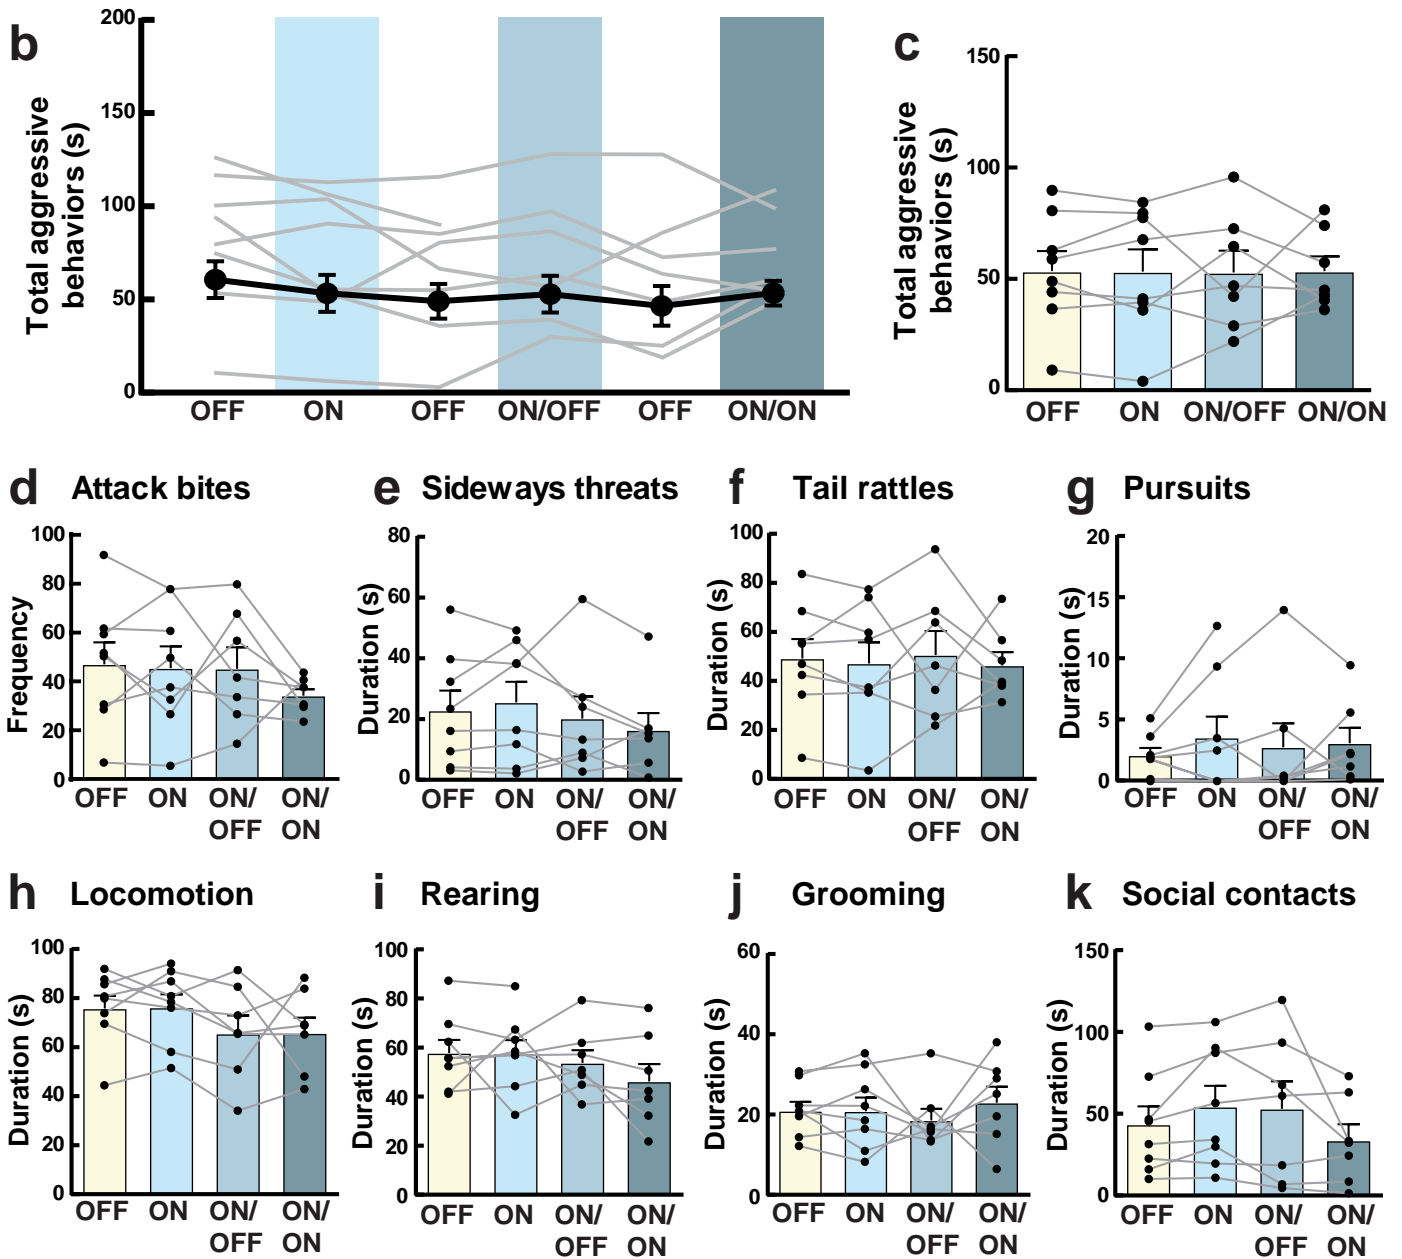 b
Total aggressive
behaviors (s)
200
150
100
50
0
OFF ON OFF ON/OFF OFF ON/ON
c
Total aggressive
behaviors (s)
150
100
50
0
OFF ON ON/OFF ON/ON
d Attack bites
Frequency
100
80
60
40
20
0
OFF ON ON/ ON/
OFF ON
e Sideways threats
Duration (s)
80
60
40
20
0
OFF ON ON/ ON/
OFF ON
f Tail rattles
Duration (s)
100
80
60
40
20
0
OFF ON ON/ ON/
OFF ON
g Pursuits
Duration (s)
20
15
10
5
0
OFF ON ON/ ON/
OFF ON
h Locomotion
Duration (s)
100
80
60
40
20
0
OFF ON ON/ ON/
OFF ON
i Rearing
Duration (s)
100
80
60
40
20
0
OFF ON ON/ ON/
OFF ON
j Grooming
Duration (s)
60
40
20
0
OFF ON ON/ ON/
OFF ON
k Social contacts
Duration (s)
150
100
50
0
OFF ON ON/ ON/
OFF ON